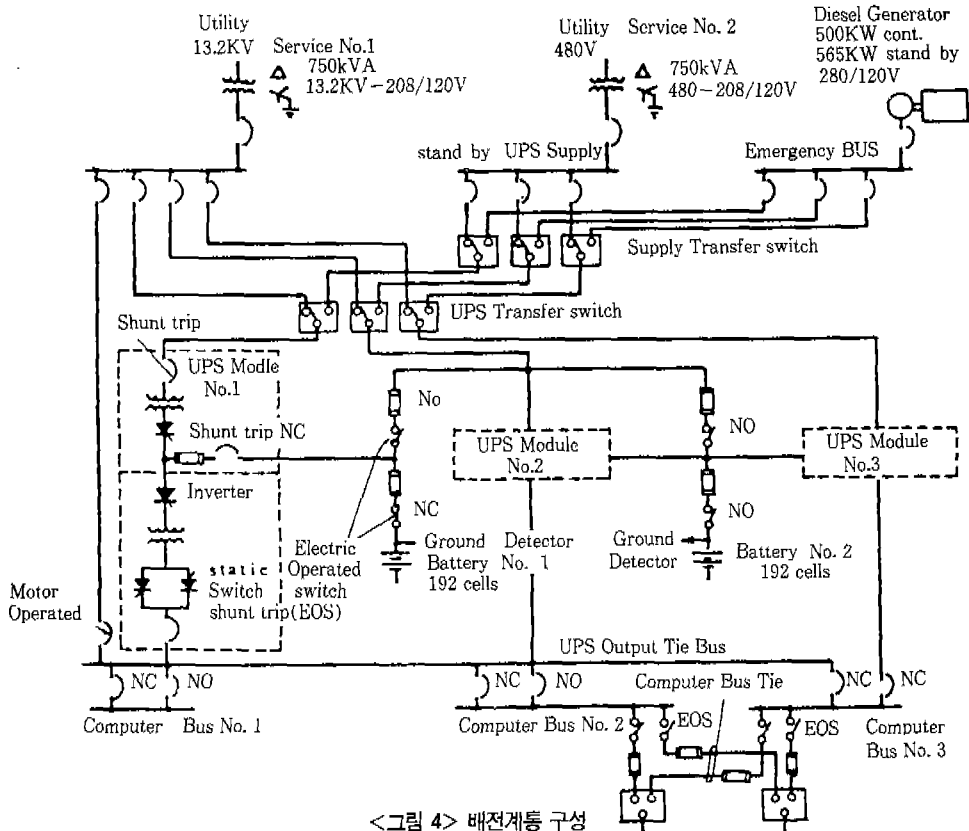 Utility
13.2KV
Service No.1
750kVA
13.2KV-208/120V
Utility
480V
Service No. 2
750kVA
480-208/120V
Diesel Generator
500KW cont.
565KW stand by
280/120V
stand by UPS Supply
Emergency BUS
Supply Transfer switch
UPS Transfer switch
Shunt trip
UPS Modle
No.1
Shunt trip NC
No
NO
UPS Module
No.2
UPS Module
No.3
Inverter
NC
NO
Electric
Operated
switch
(EOS)
Ground Detector
Battery No. 1
192 cells
Ground
Detector
Battery No. 2
192 cells
static
Switch
shunt trip
Motor
Operated
UPS Output Tie Bus
NC
NO
NC
NO
Computer Bus Tie
NC
NC
Computer Bus No. 1
Computer Bus No. 2
EOS
EOS
Computer
Bus No. 3
<그림 4> 배전계통 구성